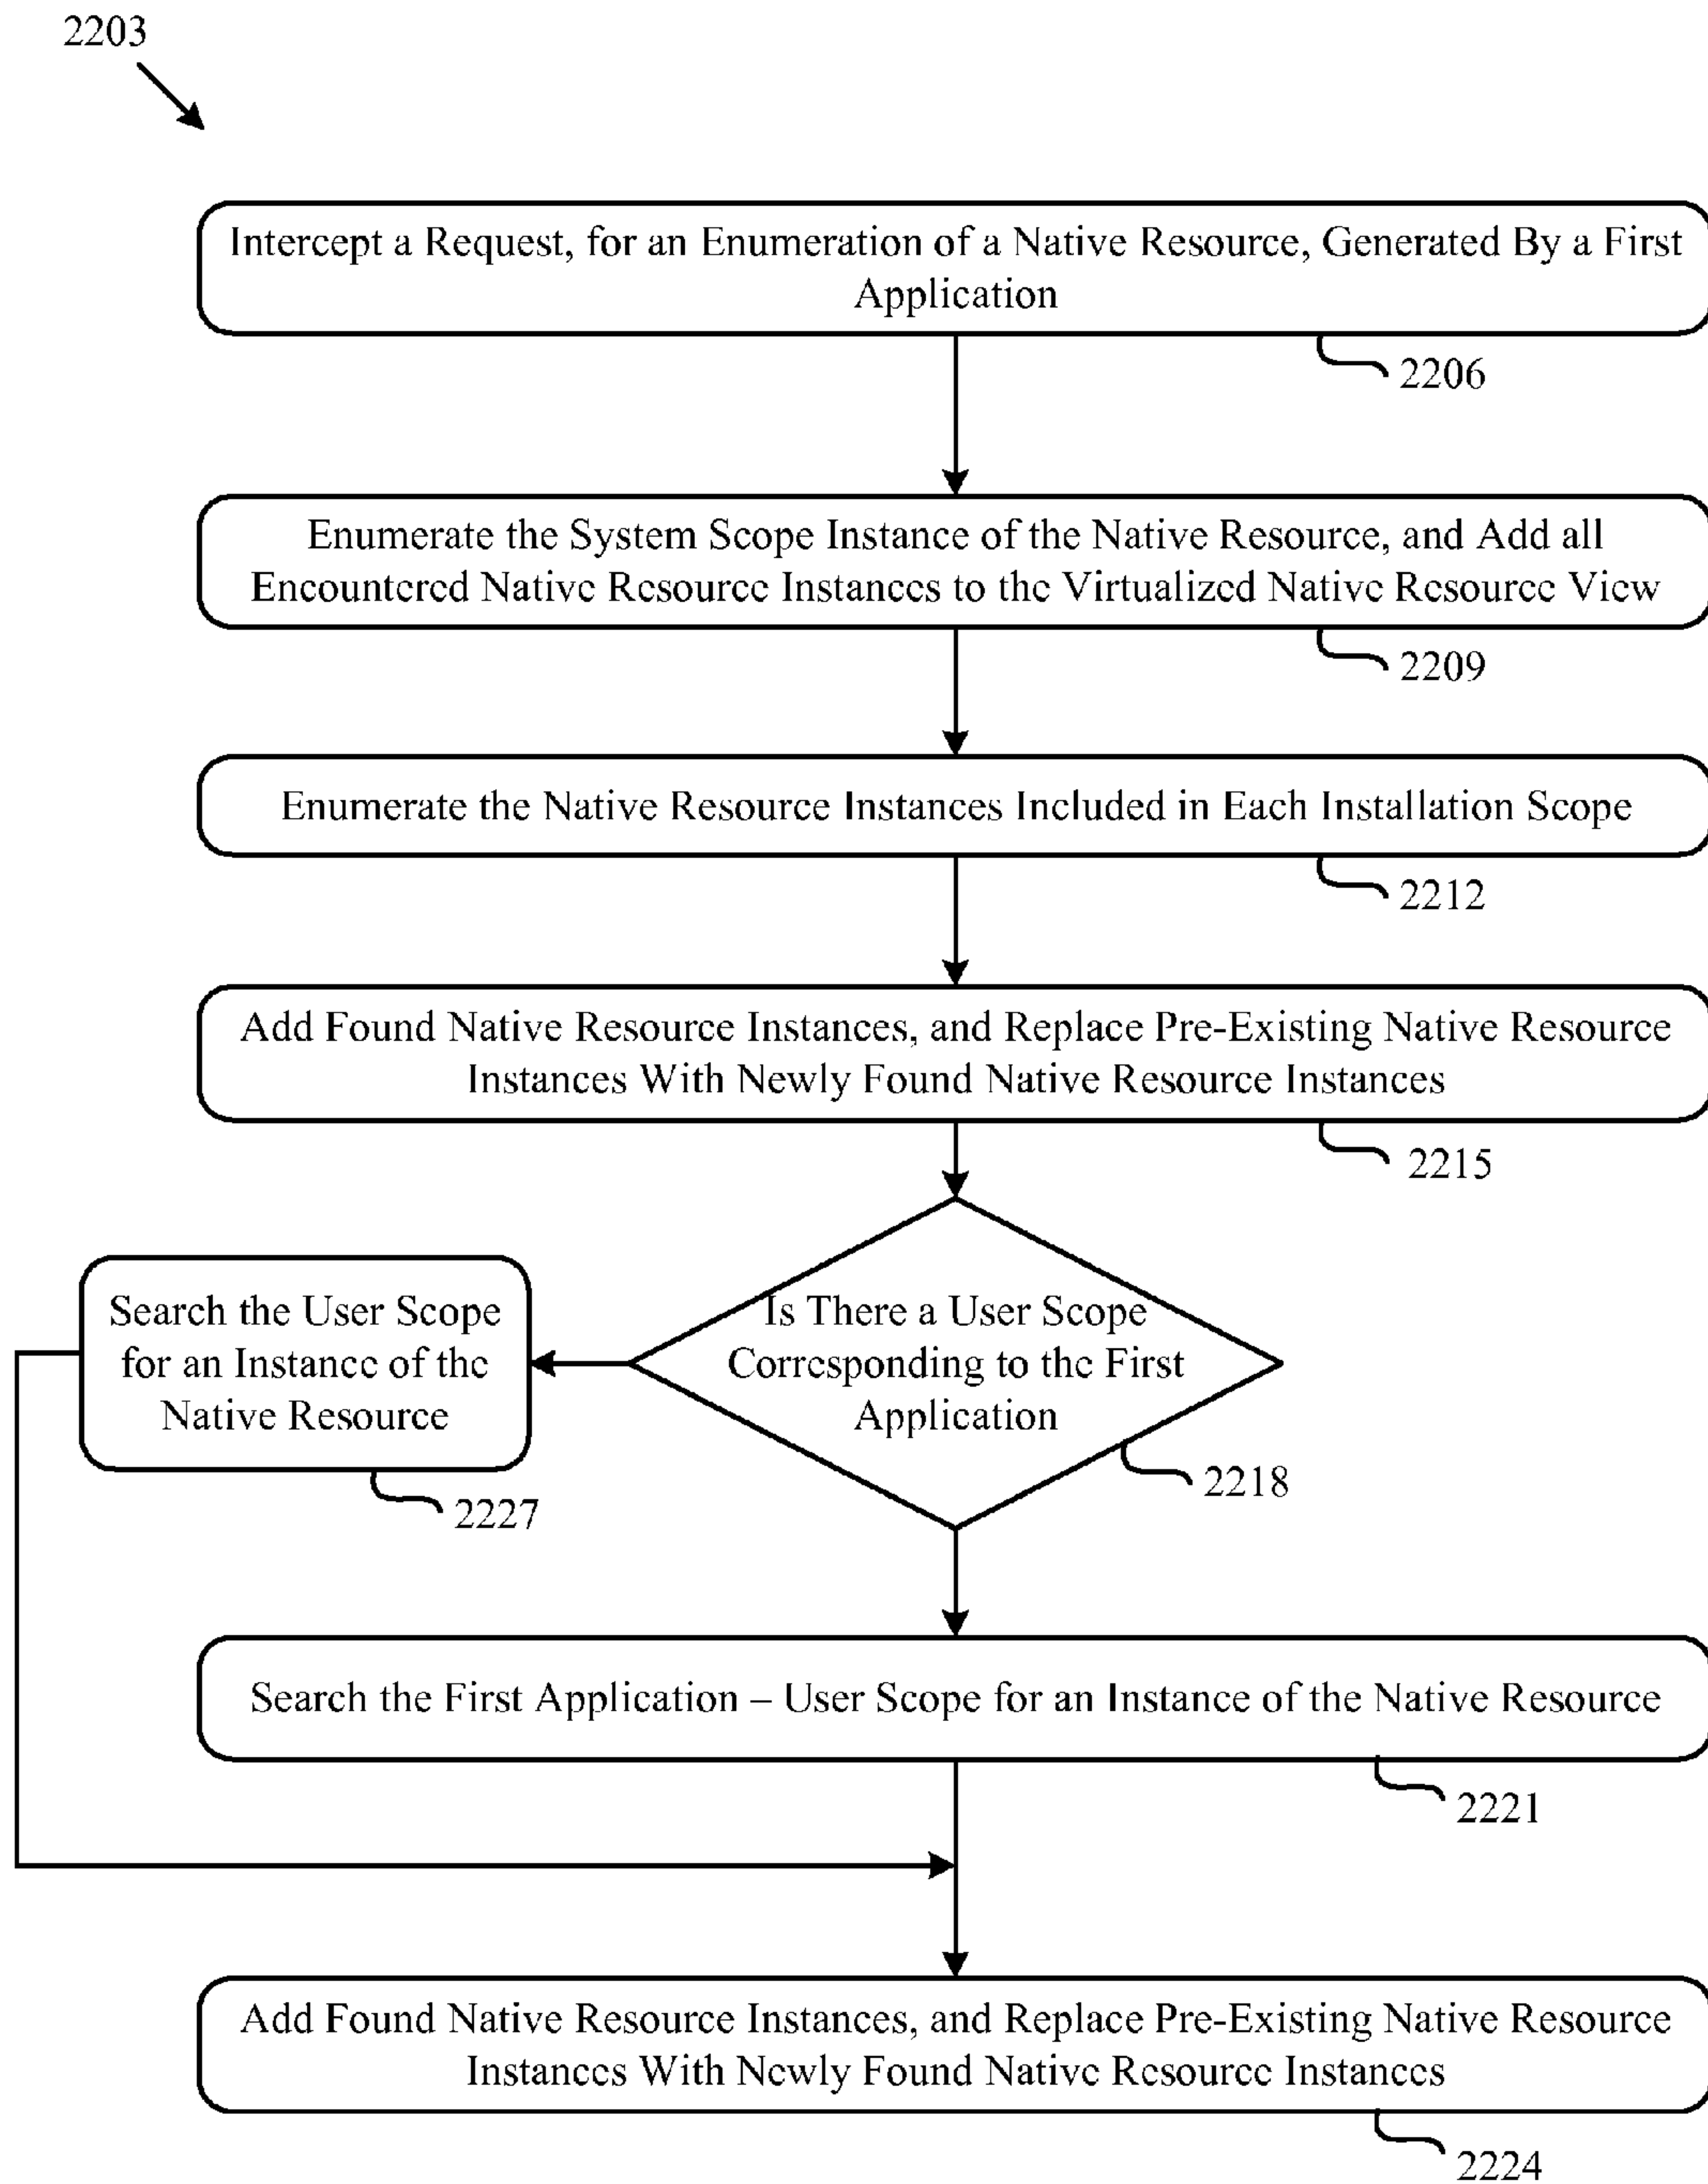 2203
Intercept a Request, for an Enumeration of a Native Resource, Generated By a First
Application
2206
Enumerate the System Scope Instance of the Native Resource, and Add all
Encountered Native Resource Instances to the Virtualized Native Resource View
2209
Enumerate the Native Resource Instances Included in Each Installation Scope
2212
Add Found Native Resource Instances, and Replace Pre-Existing Native Resource
Instances With Newly Found Native Resource Instances
2215
Is There a User Scope
Corresponding to the First
Application
2218
Search the User Scope
for an Instance of the
Native Resource
2227
Search the First Application – User Scope for an Instance of the Native Resource
2221
Add Found Native Resource Instances, and Replace Pre-Existing Native Resource
Instances With Newly Found Native Resource Instances
2224